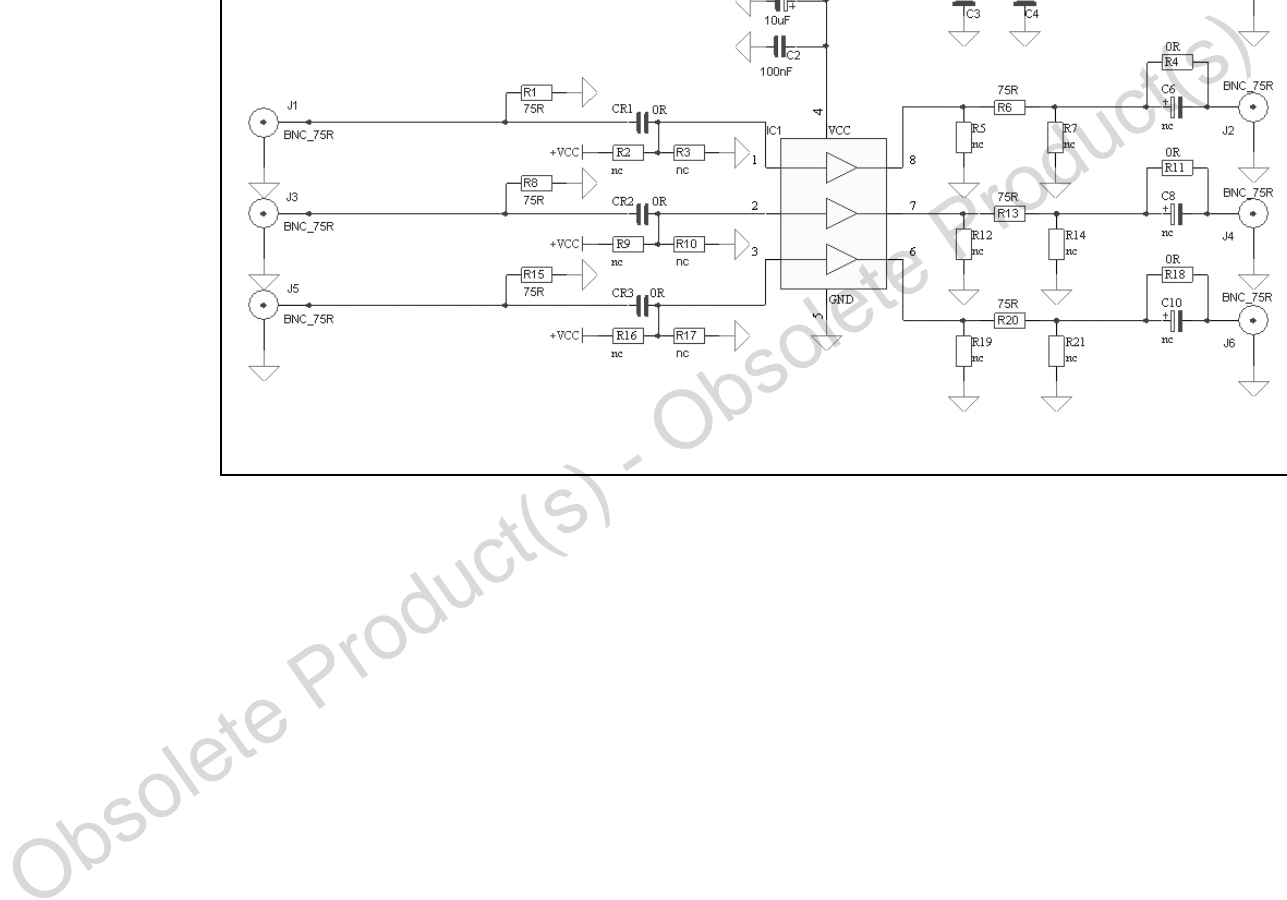 10uF
+
C3
C4
C2
100nF
0R
R4
BNC_75R
C6
+
nc
J2
J1
BNC_75R
R1
75R
CR1
0R
+VCC
R2
nc
R3
nc
1
IC1
4
VCC
8
75R
R6
R5
nc
R7
nc
0R
R11
BNC_75R
C8
+
nc
J4
J3
BNC_75R
R8
75R
CR2
0R
+VCC
R9
nc
R10
nc
2
3
7
6
75R
R13
R12
nc
R14
nc
0R
R18
BNC_75R
C10
+
nc
J6
J5
BNC_75R
R15
75R
CR3
0R
+VCC
R16
nc
R17
nc
GND
5
75R
R20
R19
nc
R21
nc
Obsolete Product(s) - Obsolete Product(s)